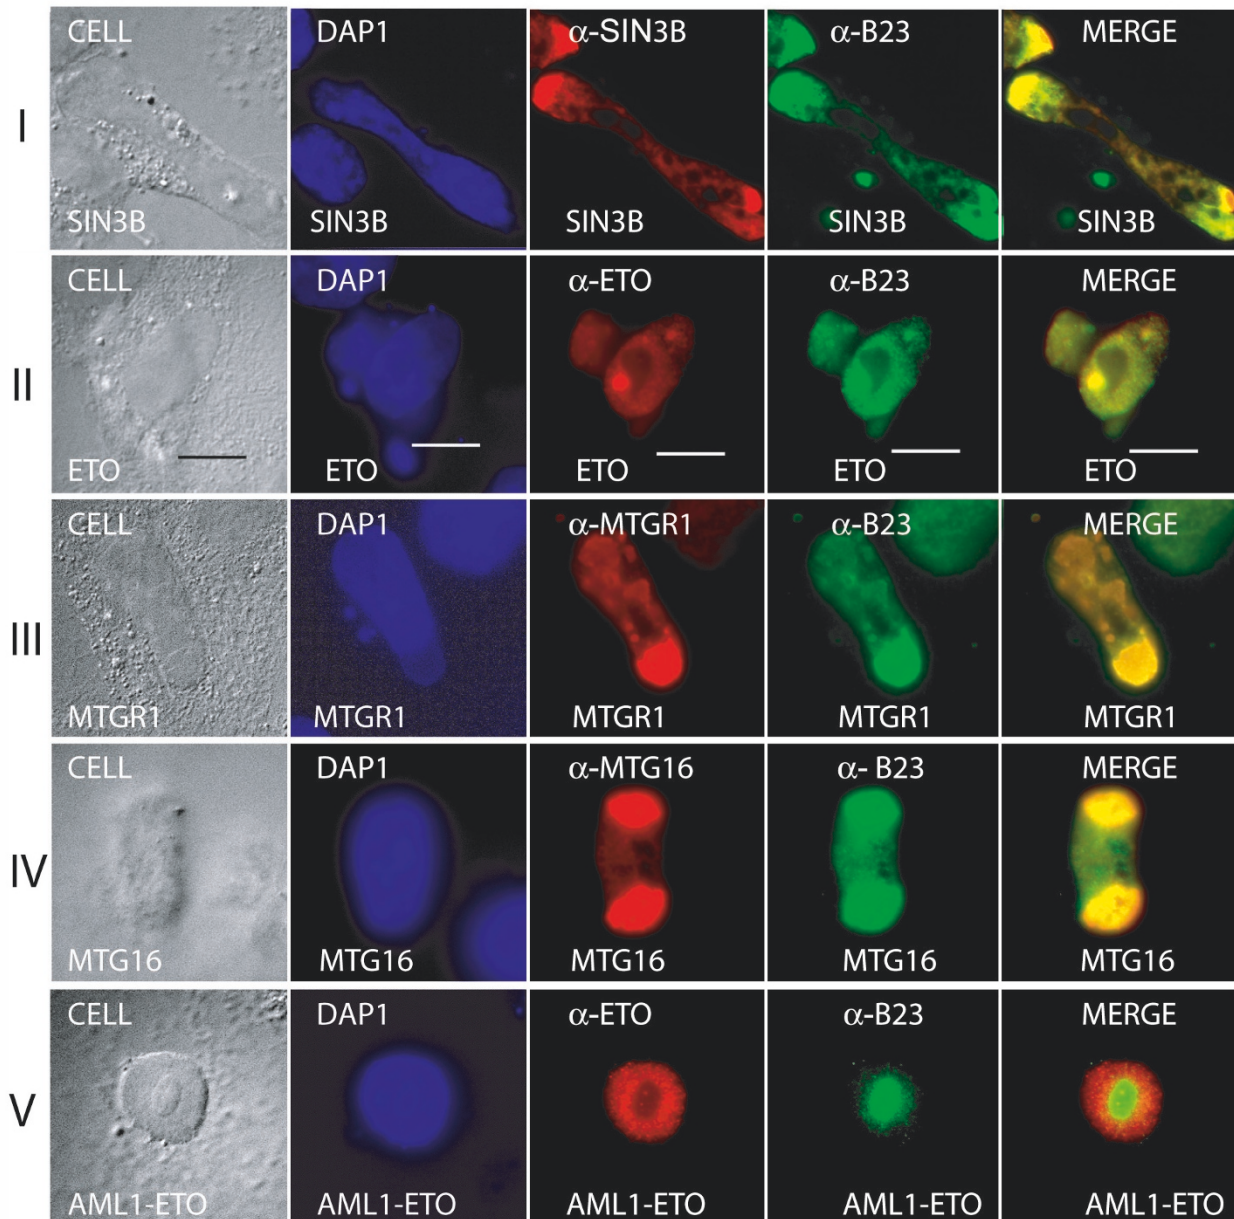 CELL DAP1 α-SIN3B α-B23 MERGE
I
SIN3B SIN3B SIN3B SIN3B SIN3B
CELL DAP1 α-ETO α-B23 MERGE
II
ETO ETO ETO ETO ETO
CELL DAP1 α-MTGR1 α-B23 MERGE
III
MTGR1 MTGR1 MTGR1 MTGR1 MTGR1
CELL DAP1 α-MTG16 α- B23 MERGE
IV
MTG16 MTG16 MTG16 MTG16 MTG16
CELL DAP1 α-ETO α-B23 MERGE
V
AML1-ETO AML1-ETO AML1-ETO AML1-ETO AML1-ETO